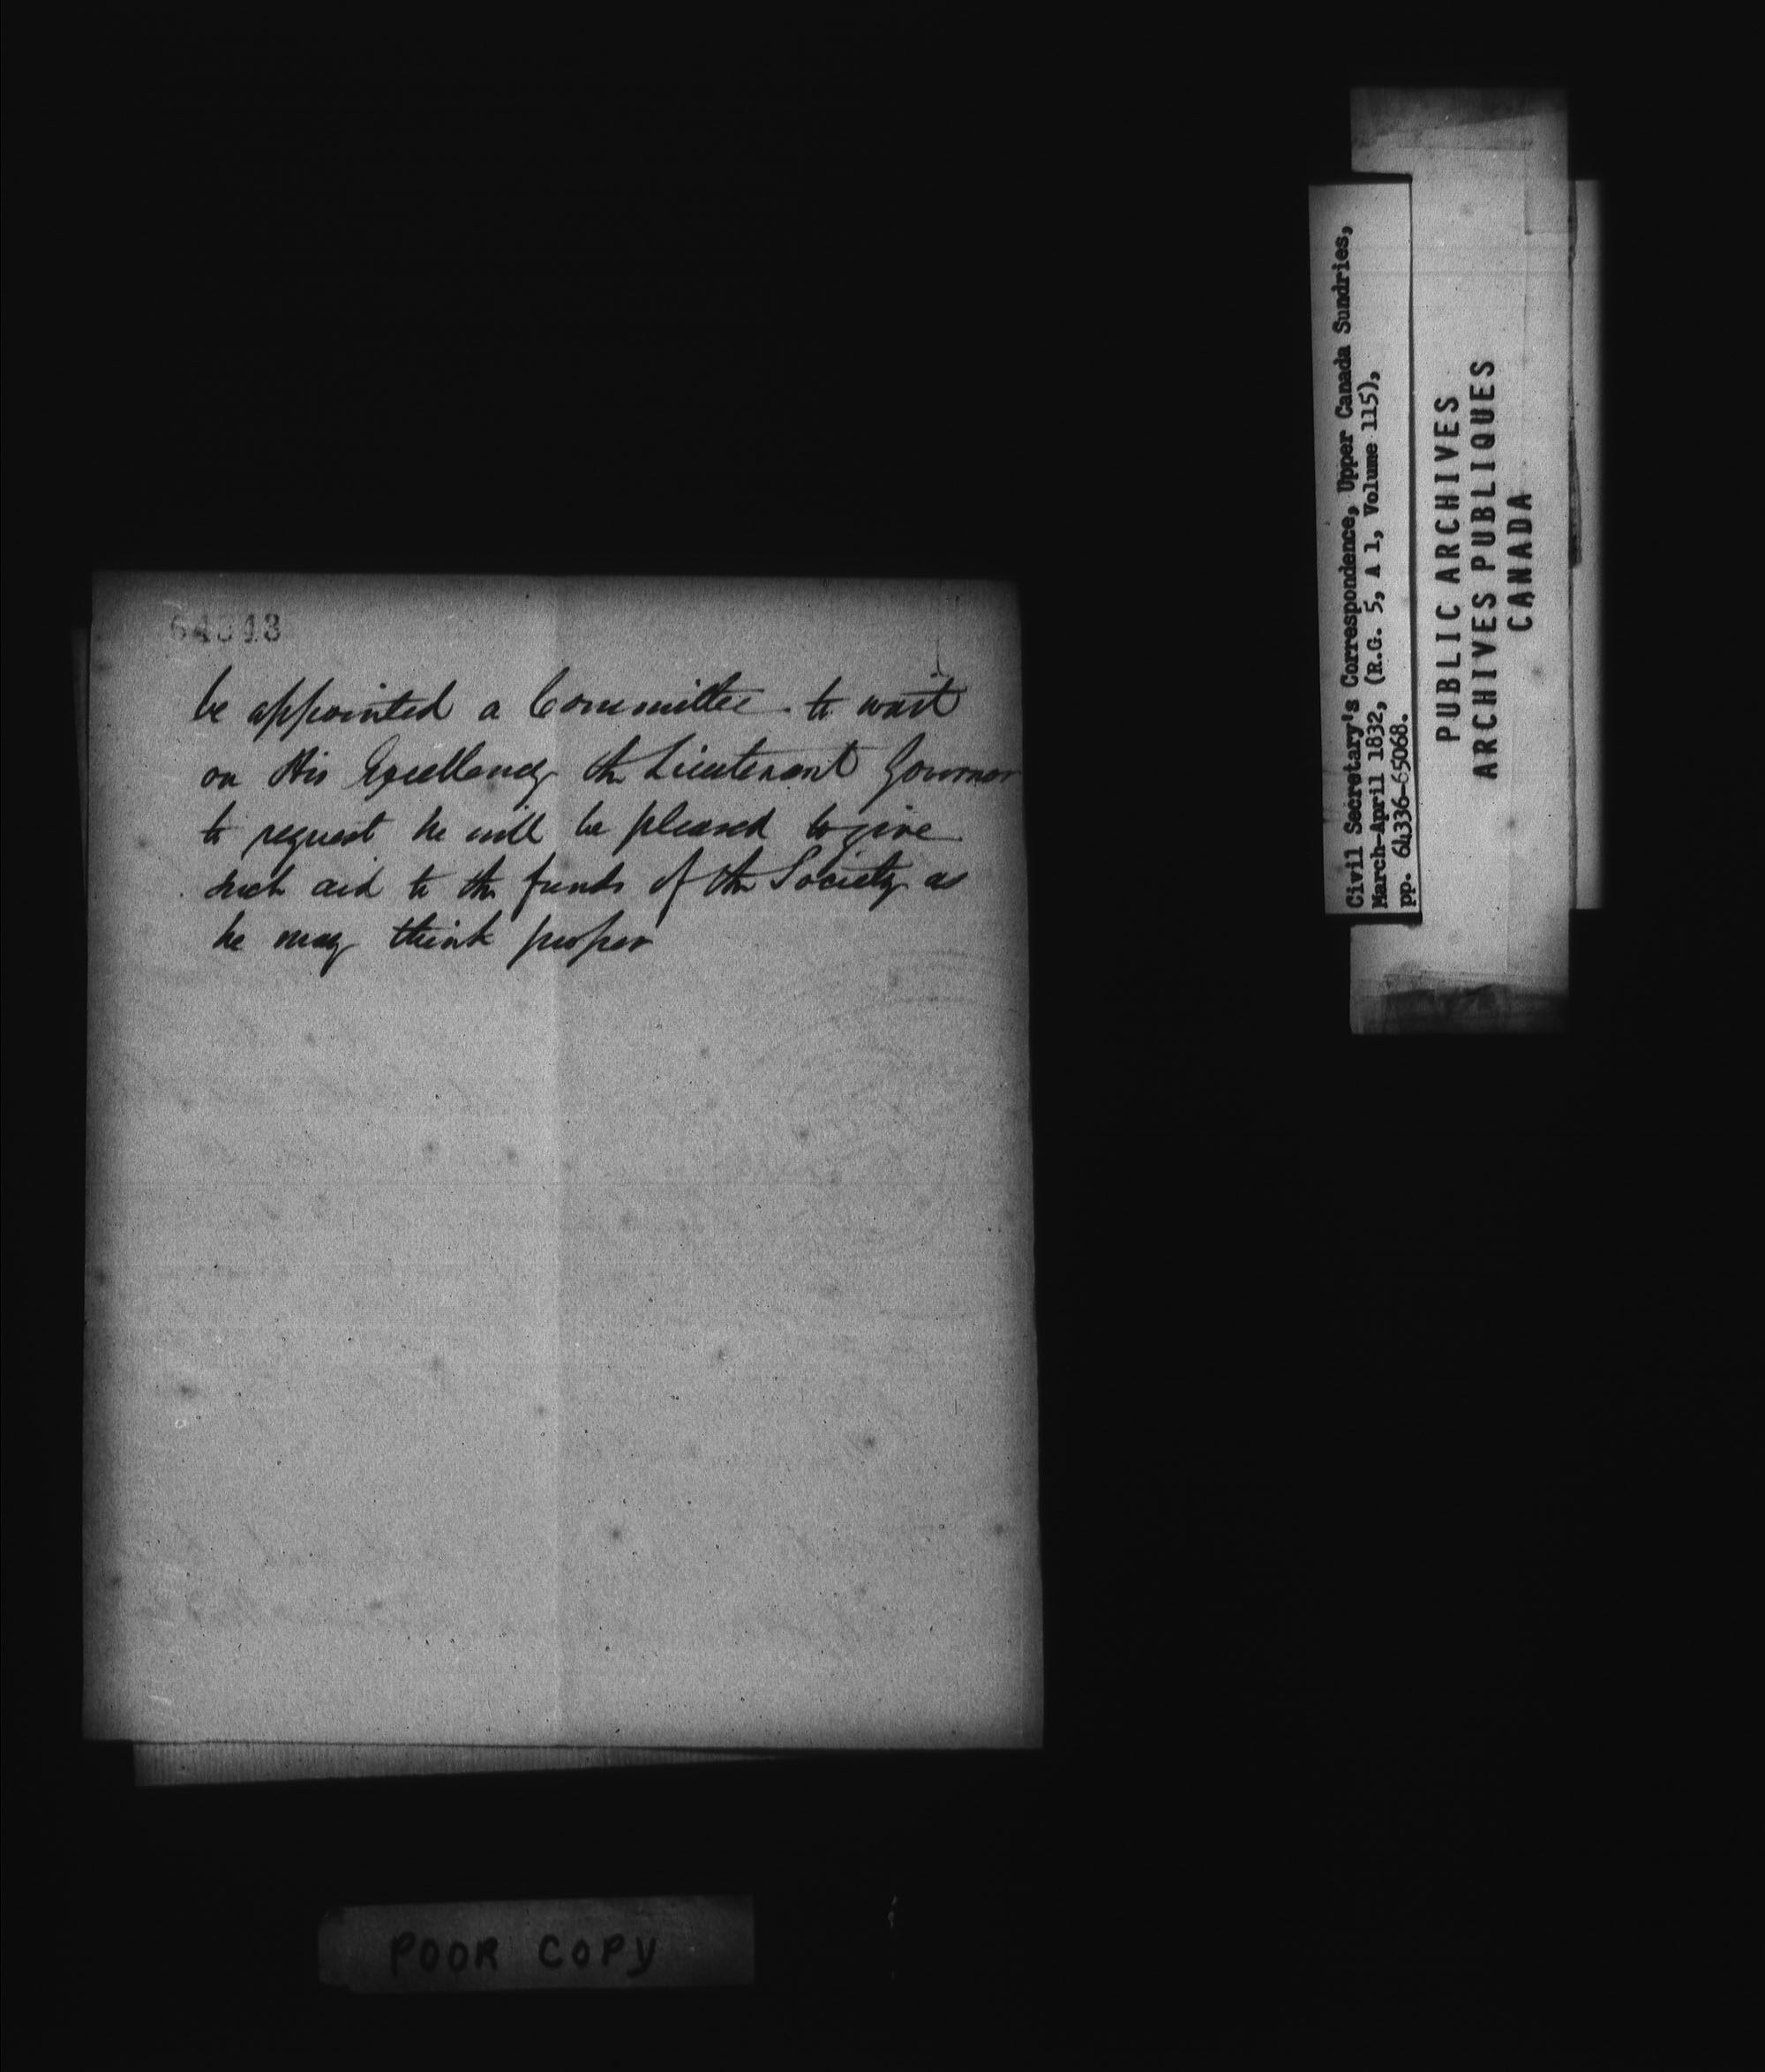 be appointed a Committee to wait
on His Excellency the Lieutenant Governor
to request he will be pleased to give
such aid to the funds of the Society as
he may think proper
POOR COPY
Civil Secretary's Correspondence, Upper Canada Sundries,
March-April 1832, (R.G. 5, A 1, Volume 115),
pp. 64336-65068.
PUBLIC ARCHIVES
ARCHIVES PUBLIQUES
CANADA